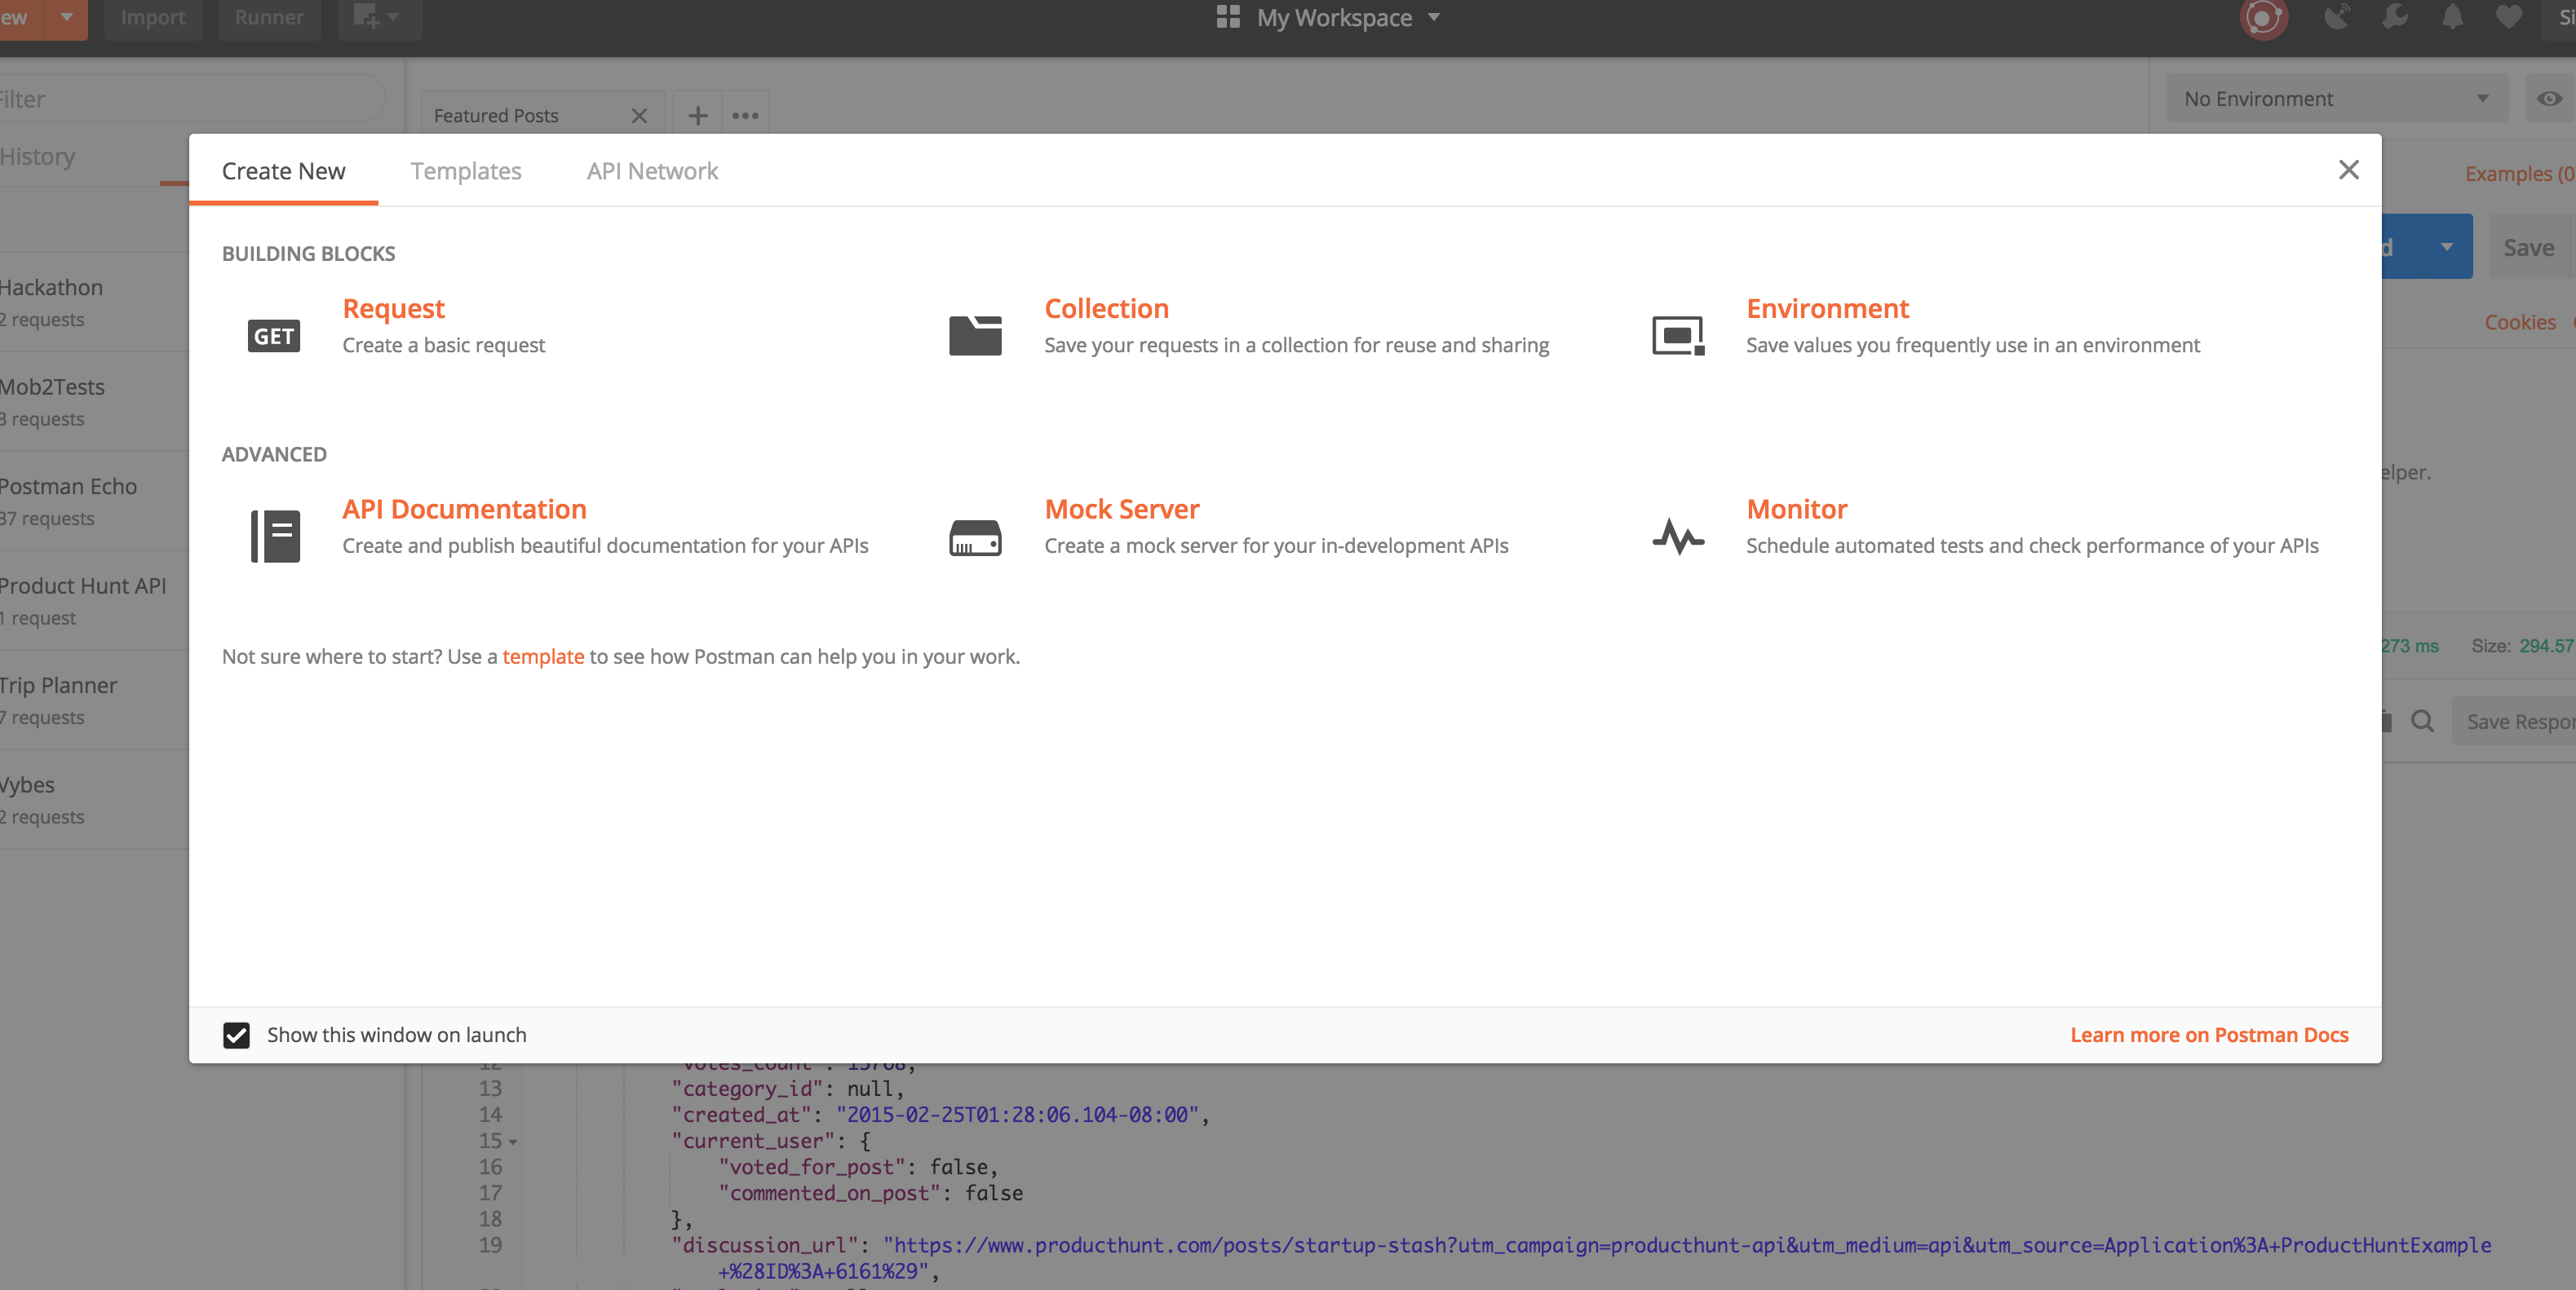 ew Import Runner My Workspace
Filter
Featured Posts No Environment
History
Examples (0
Create New Templates API Network
d Save
BUILDING BLOCKS
GET Request
Create a basic request
Collection
Save your requests in a collection for reuse and sharing
Environment
Save values you frequently use in an environment
Cookies
ADVANCED
API Documentation
Create and publish beautiful documentation for your APIs
Mock Server
Create a mock server for your in-development APIs
Monitor
Schedule automated tests and check performance of your APIs
elper.
Not sure where to start? Use a template to see how Postman can help you in your work.
273 ms Size: 294.57
Save Respon
Hackathon
2 requests
Mob2Tests
3 requests
Postman Echo
37 requests
Product Hunt API
1 request
Trip Planner
7 requests
Vybes
2 requests
Show this window on launch Learn more on Postman Docs
12 "votes_count": 15768,
13 "category_id": null,
14 "created_at": "2015-02-25T01:28:06.104-08:00",
15 "current_user": {
16 "voted_for_post": false,
17 "commented_on_post": false
18 },
19 "discussion_url": "https://www.producthunt.com/posts/startup-stash?utm_campaign=producthunt-api&utm_medium=api&utm_source=Application%3A+ProductHuntExample
+%28ID%3A+6161%29",